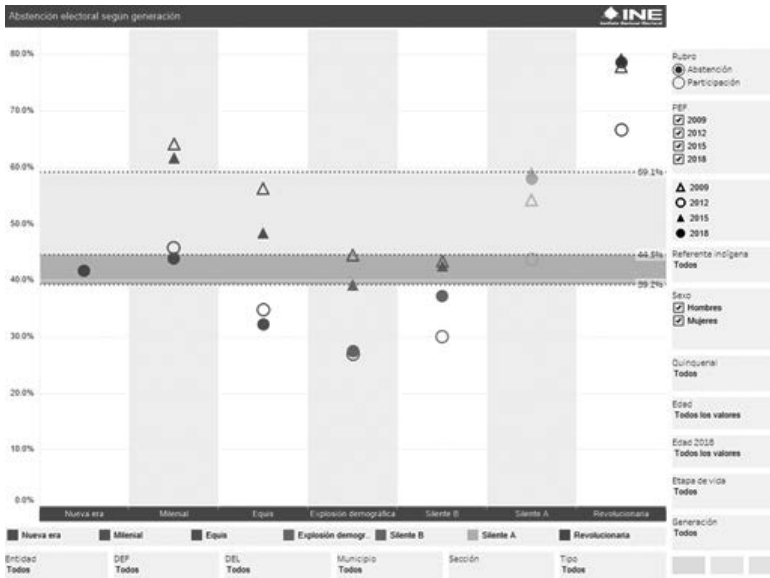 Abstención electoral según generación
INE
Instituto Nacional Electoral
80.0%
70.0%
60.0%
50.0%
40.0%
30.0%
20.0%
10.0%
0.0%
59.1%
44.5%
39.2%
Nueva era Milenial Equis Explosión demográfica Silente B Silente A Revolucionaria
Nueva era Milenial Equis Explosión demogr.. Silente B Silente A Revolucionaria
Entidad DEF DEL Municipio Sección Tipo
Todos Todos Todos Todos Todos
Rubro
Abstención
Participación
PEF
2009
2012
2015
2018
2009
2012
2015
2018
Referente indígena
Todos
Sexo
Hombres
Mujeres
Quinquenal
Todos
Edad
Todos los valores
Edad 2018
Todos los valores
Etapa de vida
Todos
Generación
Todos